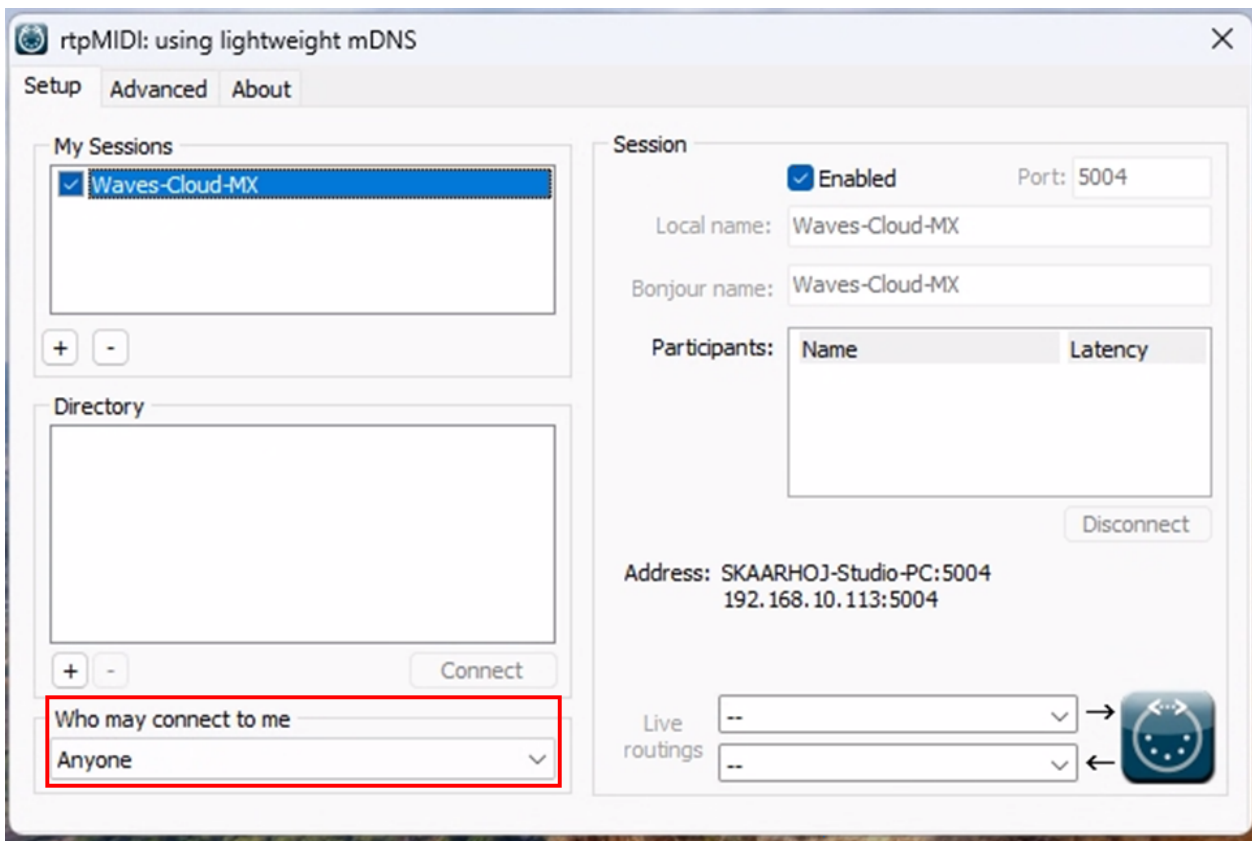 rtpMIDI: using lightweight mDNS
Setup
Advanced
About
My Sessions
Waves-Cloud-MX
+
-
Directory
+
-
Connect
Who may connect to me
Anyone
Session
Enabled
Port: 5004
Local name: Waves-Cloud-MX
Bonjour name: Waves-Cloud-MX
Participants:
Name
Latency
Disconnect
Address: SKAARHOJ-Studio-PC:5004
192.168.10.113:5004
Live
routings
--
--